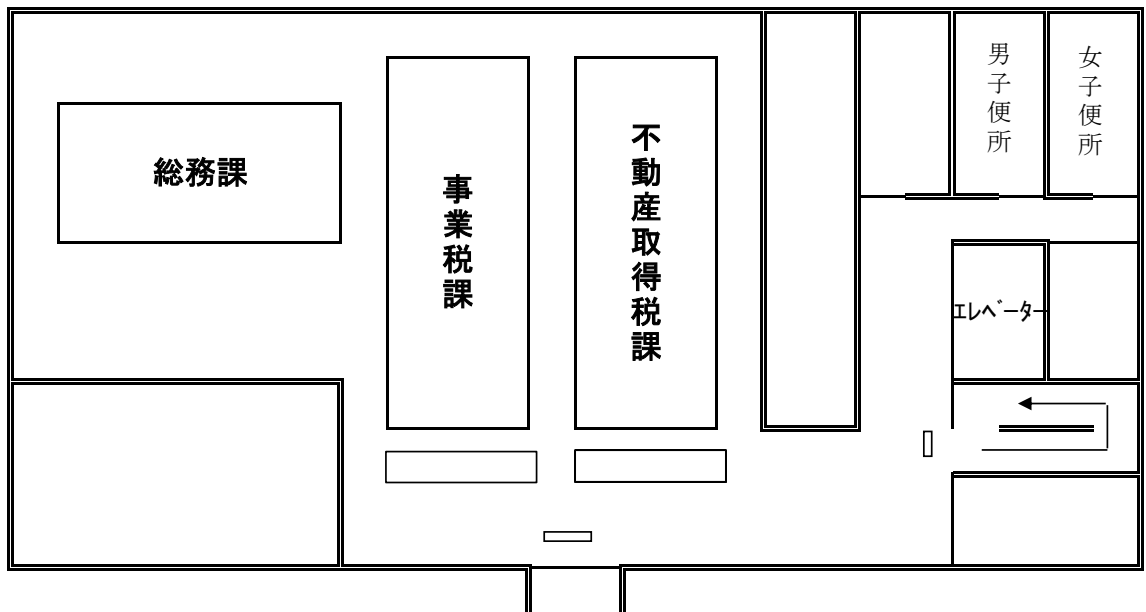 総務課
事業税課
不動産取得税課
男子便所
女子便所
エレベーター